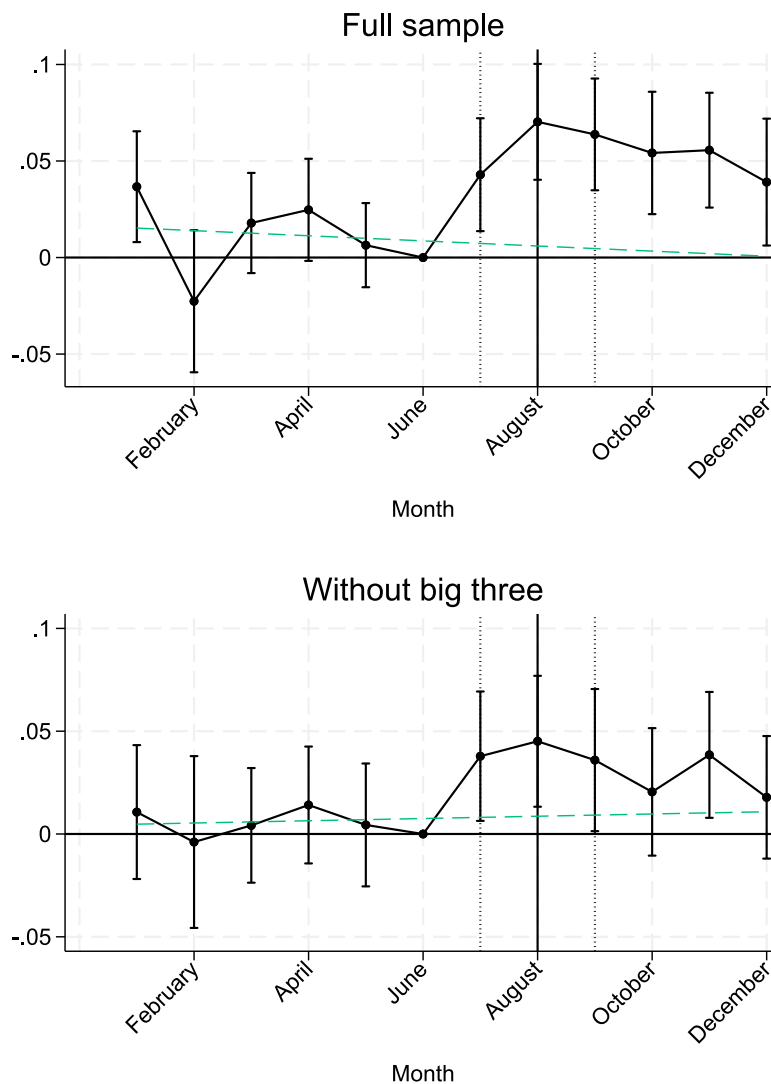 Full sample
.1
.05
0
-.05
February
April
June
August
October
December
Month
Without big three
.1
.05
0
-.05
February
April
June
August
October
December
Month